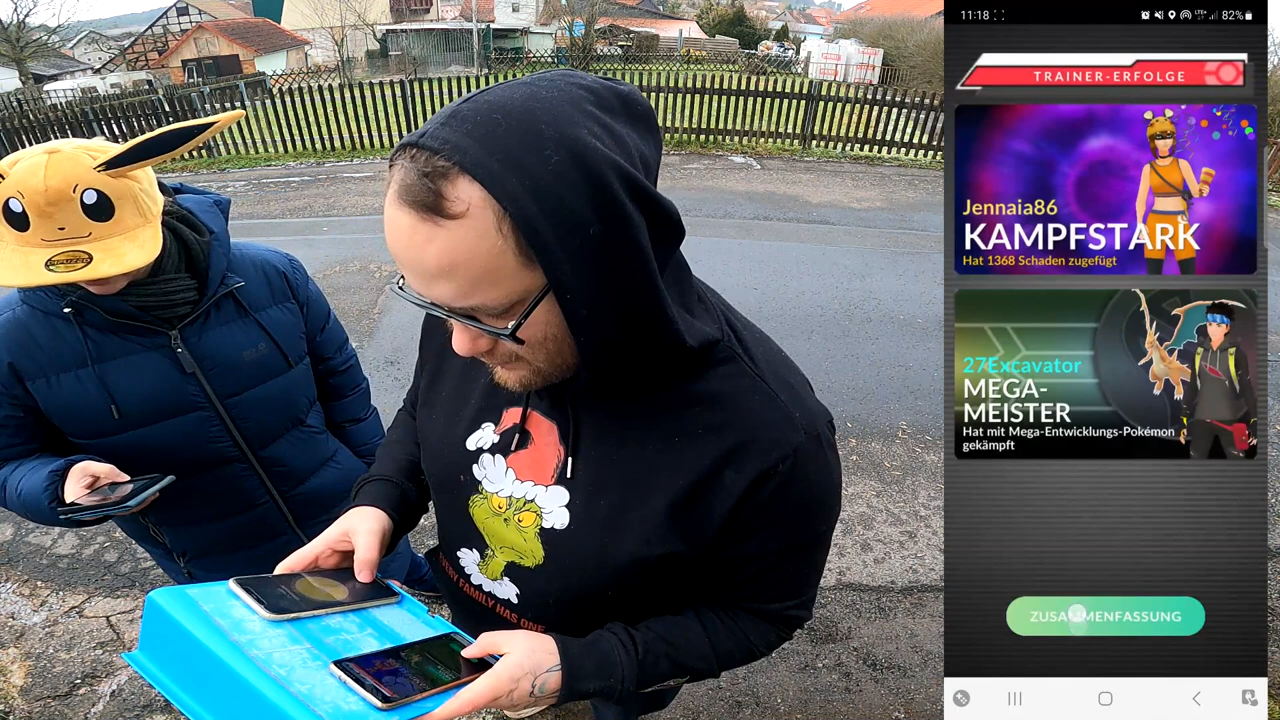 11:18
82%
TRAINER-ERFOLGE
Jennaia86
KAMPFSTARK
Hat 1368 Schaden zugefügt
27Excavator
MEGA-
MEISTER
Hat mit Mega-Entwicklungs-Pokémon
gekämpft
ZUSAMMENFASSUNG
EVERY FAMILY HAS ONE